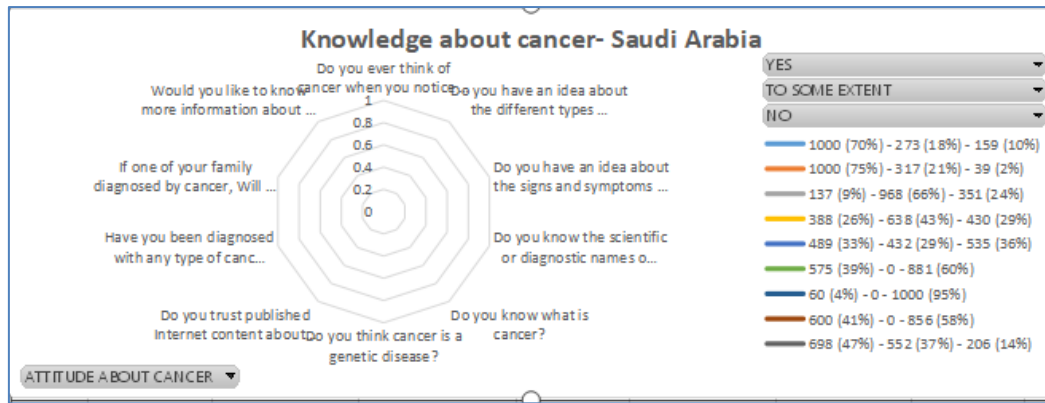 Knowledge about cancer- Saudi Arabia
Do you ever think of
cancer when you notice...
Do you have an idea about
the different types ...
Do you have an idea about
the signs and symptoms ...
Do you know the scientific
or diagnostic names o...
Do you know what is
cancer?
Do you think cancer is a
genetic disease?
Do you trust published
Internet content about...
Have you been diagnosed
with any type of canc...
If one of your family
diagnosed by cancer, Will ...
Would you like to know
more information about ...
1
0.8
0.6
0.4
0.2
0
YES
TO SOME EXTENT
NO
1000 (70%) - 273 (18%) - 159 (10%)
1000 (75%) - 317 (21%) - 39 (2%)
137 (9%) - 968 (66%) - 351 (24%)
388 (26%) - 638 (43%) - 430 (29%)
489 (33%) - 432 (29%) - 535 (36%)
575 (39%) - 0 - 881 (60%)
60 (4%) - 0 - 1000 (95%)
600 (41%) - 0 - 856 (58%)
698 (47%) - 552 (37%) - 206 (14%)
ATTITUDE ABOUT CANCER